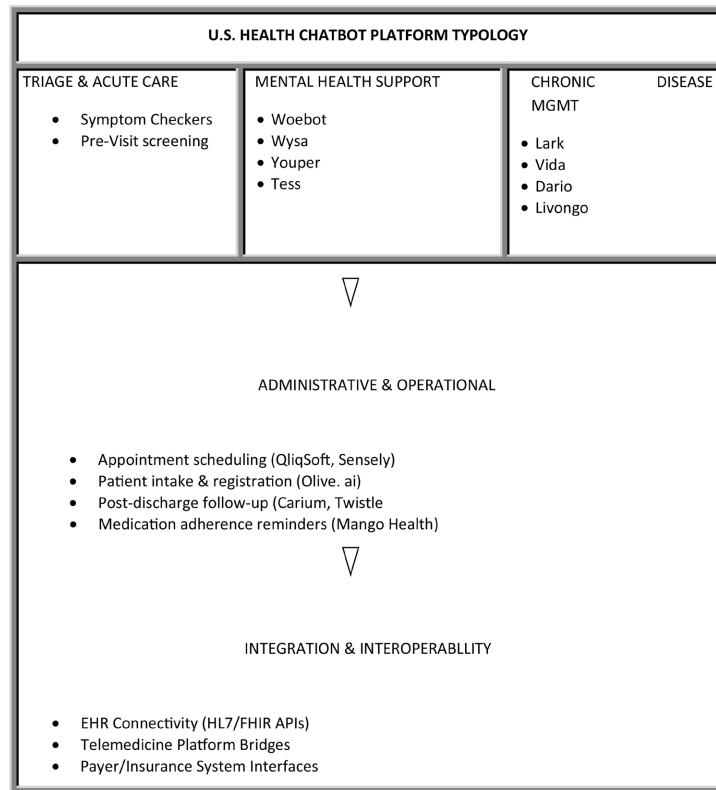 U.S. HEALTH CHATBOT PLATFORM TYPOLOGY
TRIAGE & ACUTE CARE
• Symptom Checkers
• Pre-Visit screening
MENTAL HEALTH SUPPORT
• Woebot
• Wysa
• Youper
• Tess
CHRONIC DISEASE
MGMT
• Lark
• Vida
• Dario
• Livongo
ADMINISTRATIVE & OPERATIONAL
• Appointment scheduling (QliqSoft, Sensely)
• Patient intake & registration (Olive. ai)
• Post-discharge follow-up (Carium, Twistle
• Medication adherence reminders (Mango Health)
INTEGRATION & INTEROPERABLLITY
• EHR Connectivity (HL7/FHIR APIs)
• Telemedicine Platform Bridges
• Payer/Insurance System Interfaces